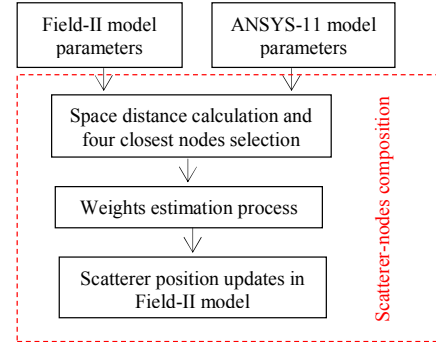 Field-II model
parameters
ANSYS-11 model
parameters
Space distance calculation and
four closest nodes selection
Weights estimation process
Scatterer position updates in
Field-II model
Scatterer-nodes composition